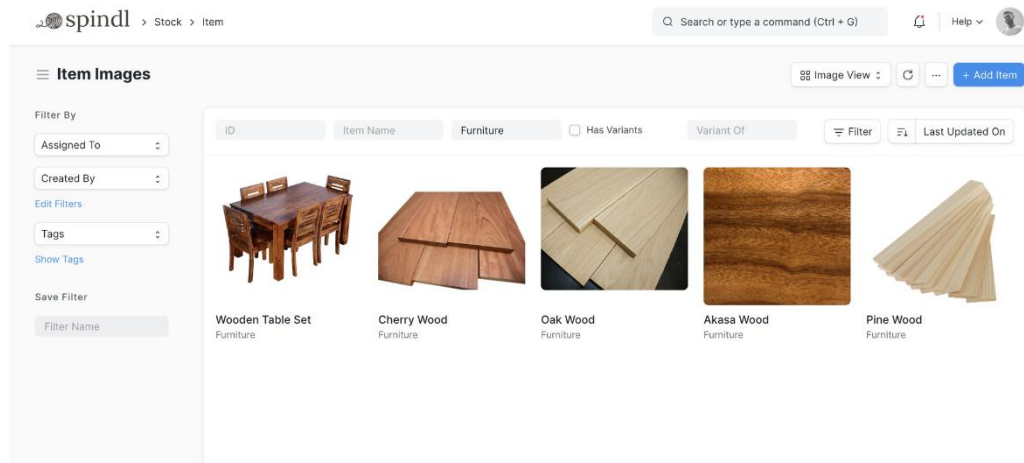 spindl > Stock > Item
Search or type a command (Ctrl + G)
Help
Item Images
Image View
...
+ Add Item
Filter By
Assigned To
Created By
Edit Filters
Tags
Show Tags
Save Filter
Filter Name
ID
Item Name
Furniture
Has Variants
Variant Of
Filter
Last Updated On
Wooden Table Set
Furniture
Cherry Wood
Furniture
Oak Wood
Furniture
Akasa Wood
Furniture
Pine Wood
Furniture